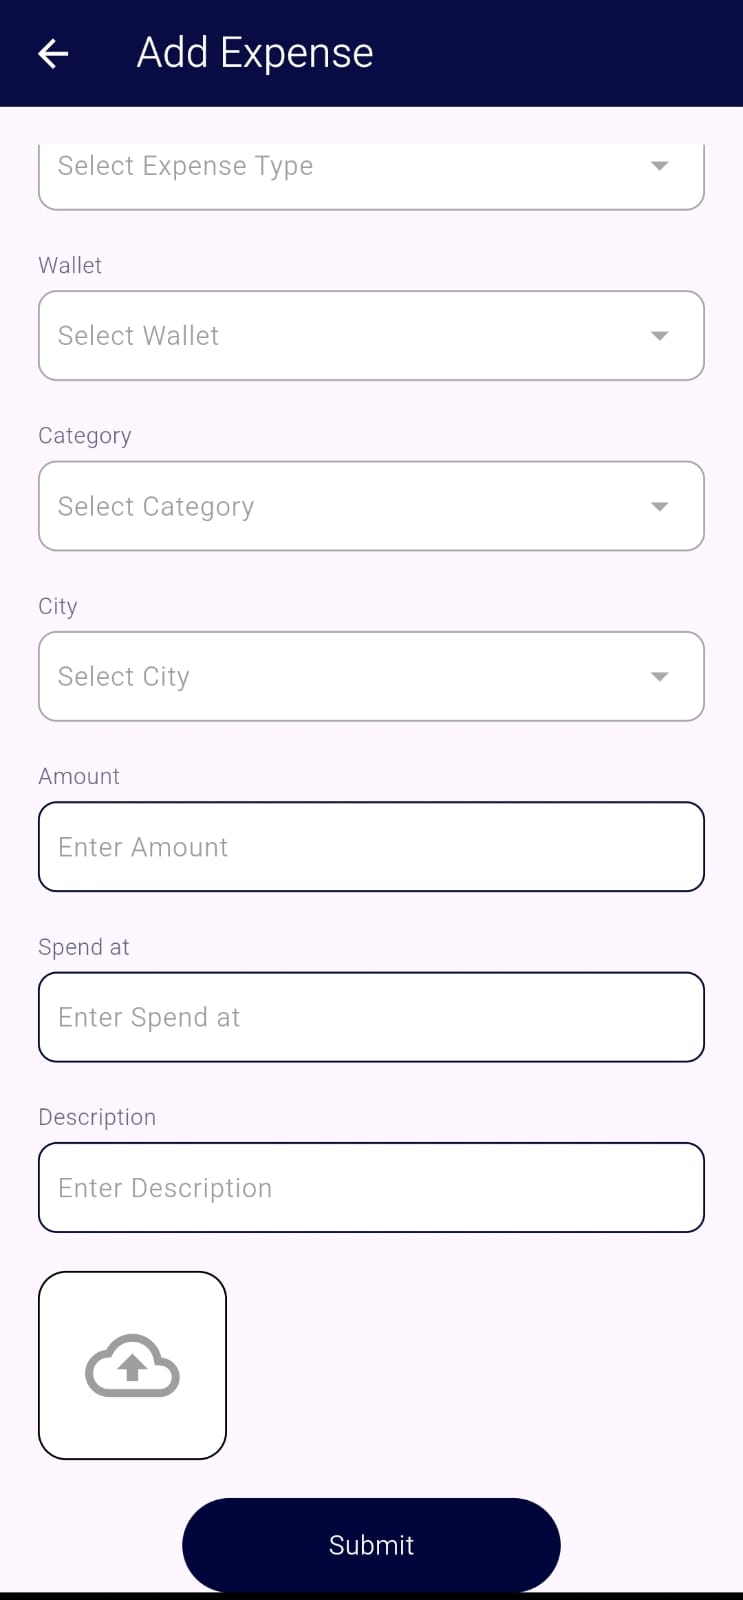 Add Expense
Select Expense Type
Wallet
Select Wallet
Category
Select Category
City
Select City
Amount
Enter Amount
Spend at
Enter Spend at
Description
Enter Description
Submit